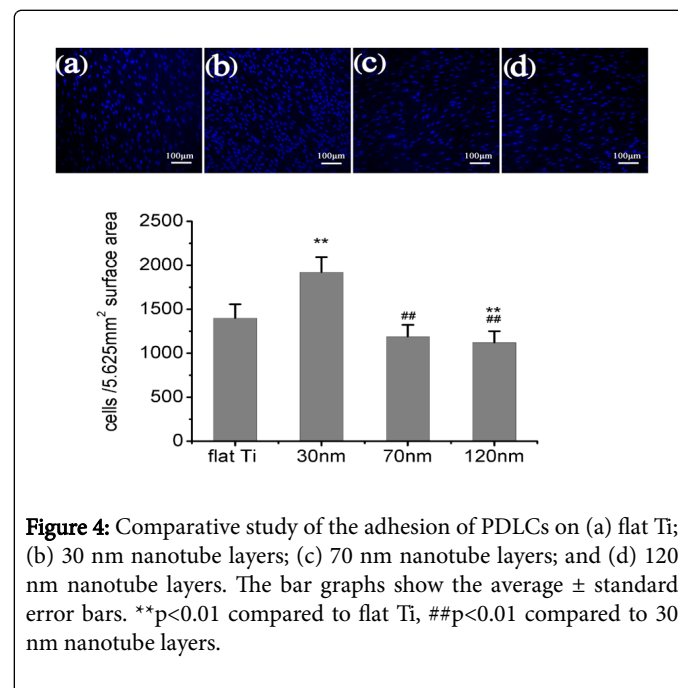 (a) (b) (c) (d)
100μm 100μm 100μm 100μm
cells /5.625mm² surface area
2500
2000
1500
1000
500
0
**
##
**
##
flat Ti 30nm 70nm 120nm
Figure 4: Comparative study of the adhesion of PDLCs on (a) flat Ti;
(b) 30 nm nanotube layers; (c) 70 nm nanotube layers; and (d) 120
nm nanotube layers. The bar graphs show the average ± standard
error bars. **p<0.01 compared to flat Ti, ##p<0.01 compared to 30
nm nanotube layers.